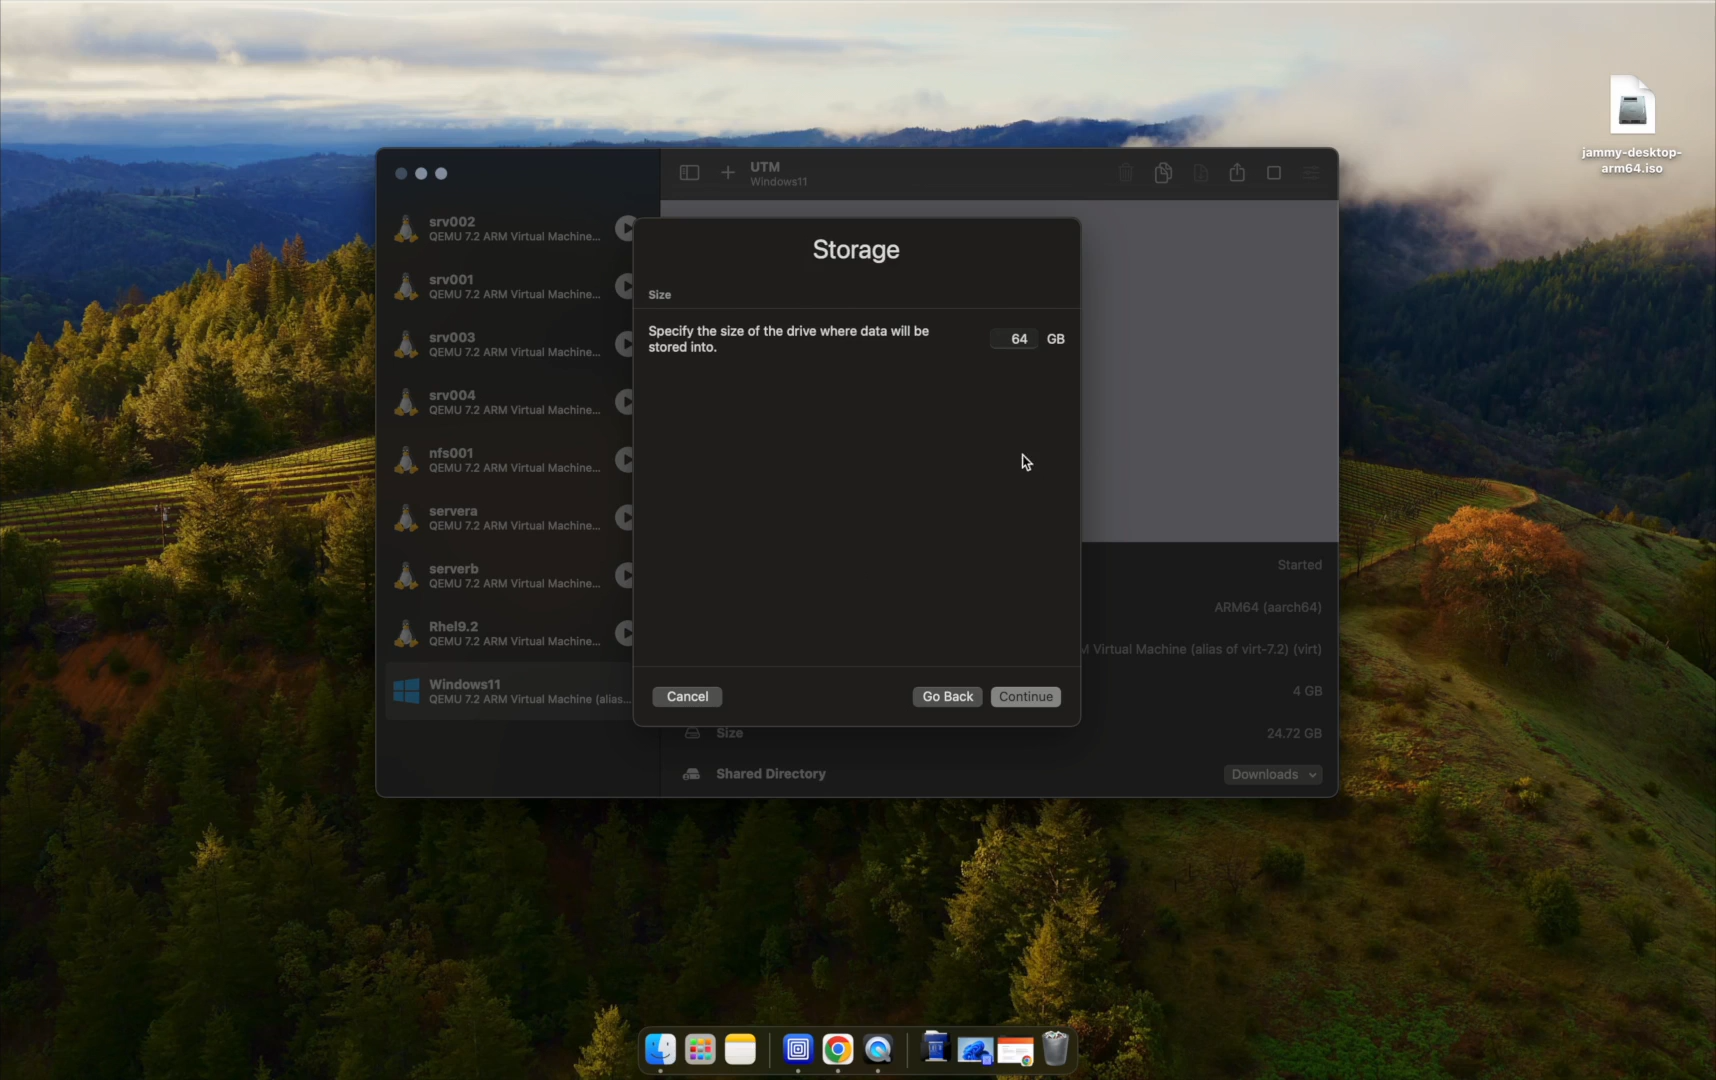 jammy-desktop-
arm64.iso
UTM
Windows11
srv002
QEMU 7.2 ARM Virtual Machine...
srv001
QEMU 7.2 ARM Virtual Machine...
srv003
QEMU 7.2 ARM Virtual Machine...
srv004
QEMU 7.2 ARM Virtual Machine...
nfs001
QEMU 7.2 ARM Virtual Machine...
servera
QEMU 7.2 ARM Virtual Machine...
serverb
QEMU 7.2 ARM Virtual Machine...
Rhel9.2
QEMU 7.2 ARM Virtual Machine...
Windows11
QEMU 7.2 ARM Virtual Machine (alias...
Storage
Size
Specify the size of the drive where data will be
stored into.
64 GB
Cancel
Go Back
Continue
Started
ARM64 (aarch64)
Virtual Machine (alias of virt-7.2) (virt)
4 GB
Size
24.72 GB
Shared Directory
Downloads